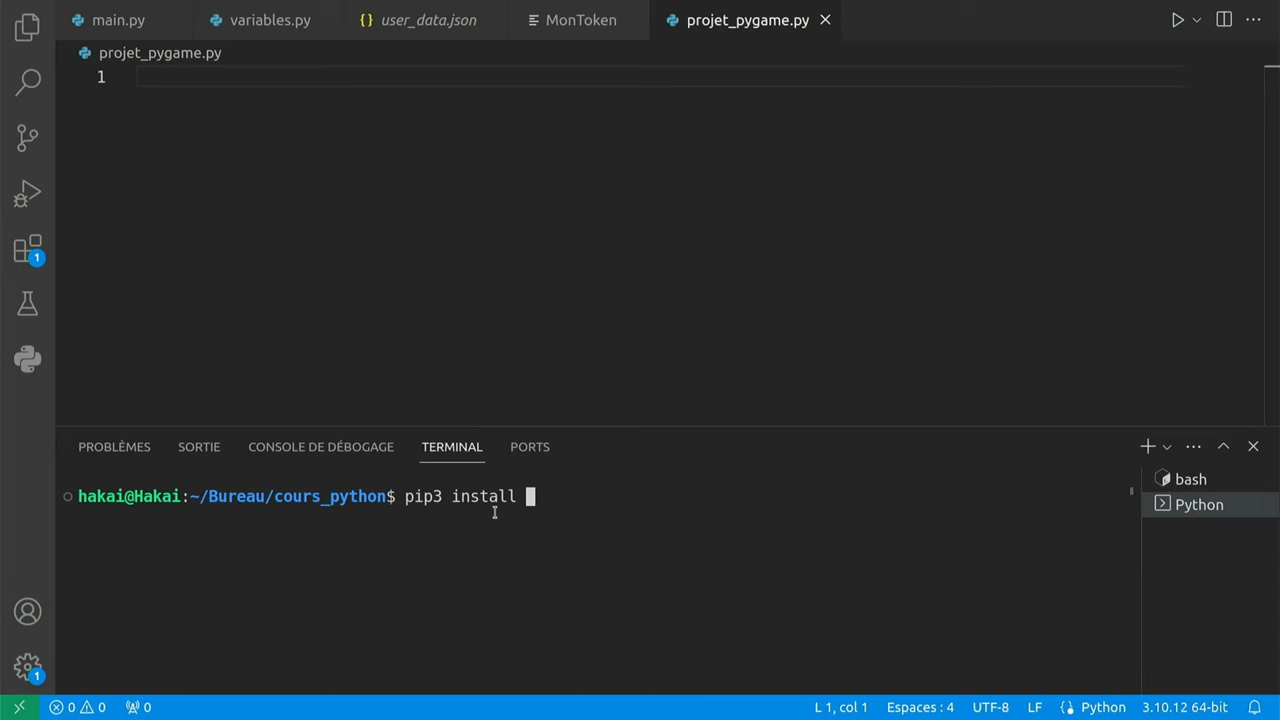 main.py
variables.py
user_data.json
MonToken
projet_pygame.py
projet_pygame.py
1
PROBLÈMES
SORTIE
CONSOLE DE DÉBOGAGE
TERMINAL
PORTS
hakai@Hakai:~/Bureau/cours_python$ pip3 install
bash
Python
1
1
0 0 0
L 1, col 1
Espaces : 4
UTF-8
LF
Python
3.10.12 64-bit